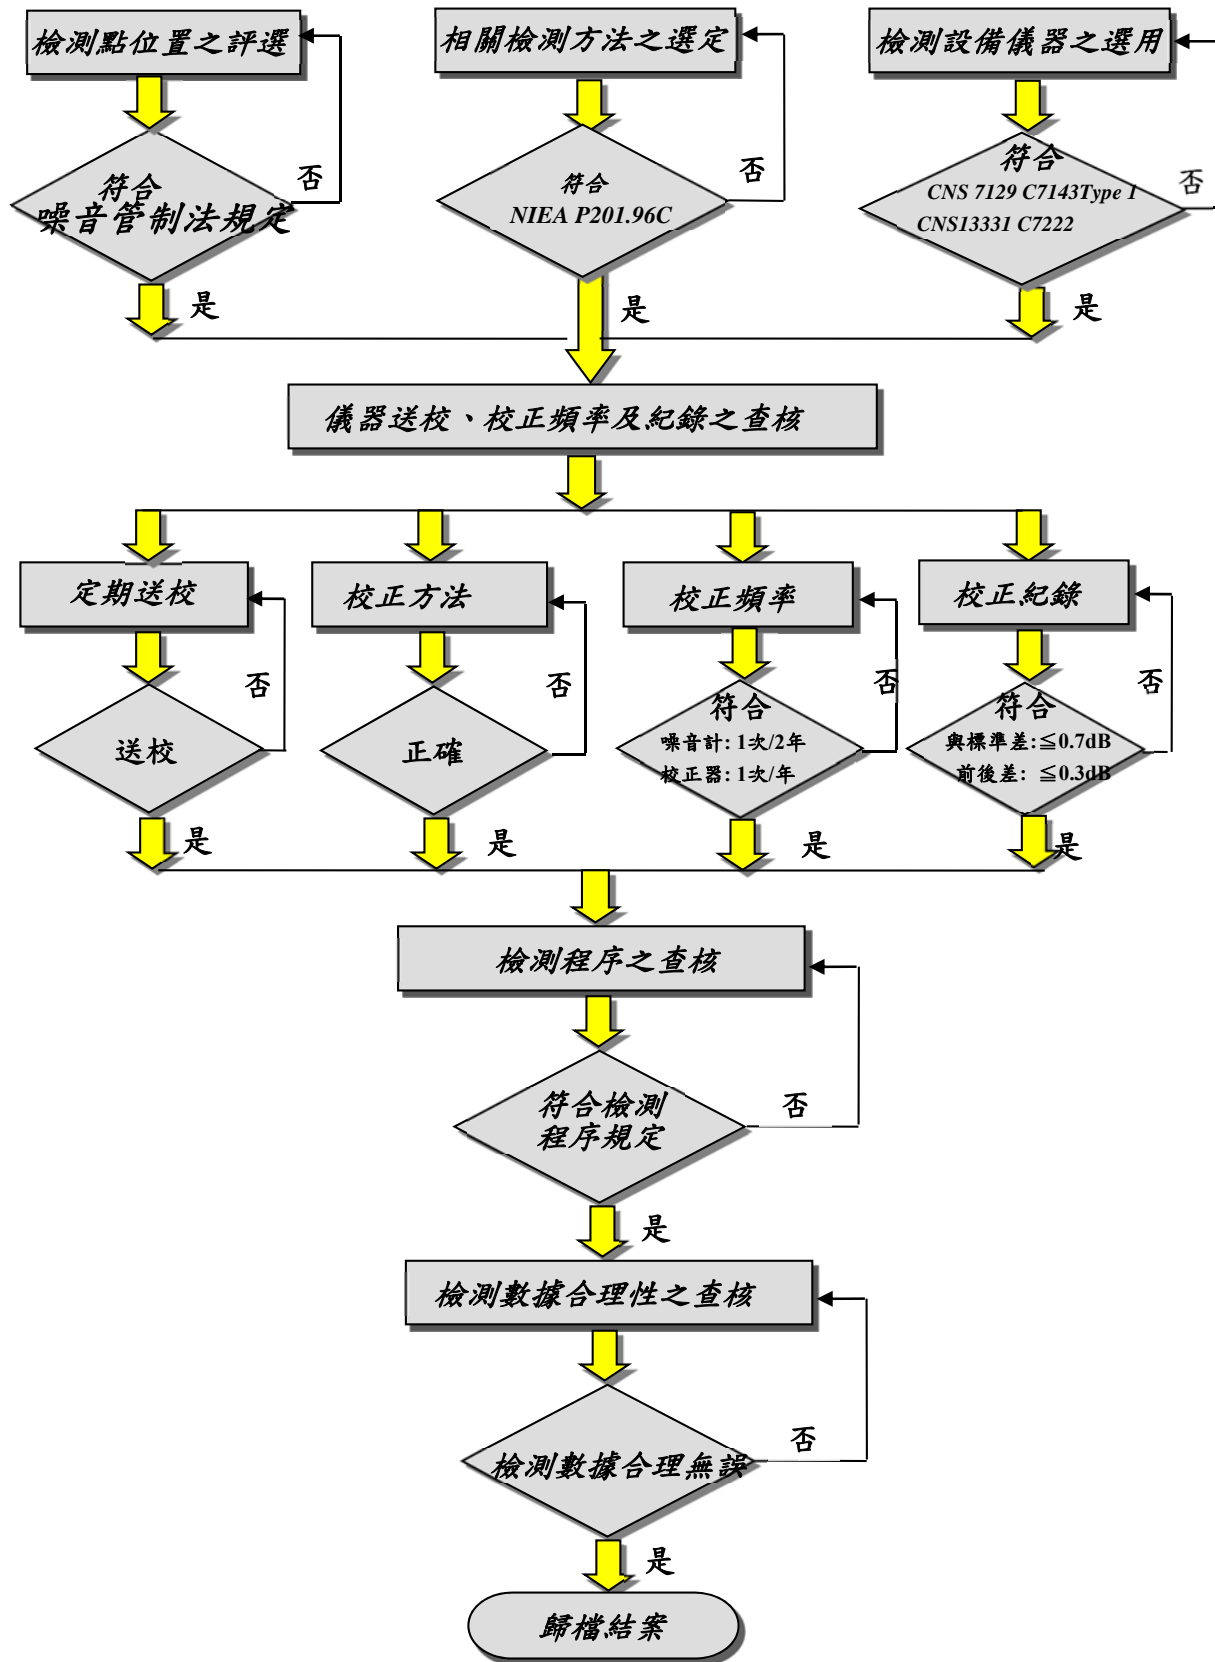 檢測點位置之評選
相關檢測方法之選定
檢測設備儀器之選用
符合
噪音管制法規定
否
符合
NIEA P201.96C
否
符合
CNS 7129 C7143Type 1
CNS13331 C7222
否
是
是
是
儀器送校、校正頻率及紀錄之查核
定期送校
校正方法
校正頻率
校正紀錄
送校
否
正確
否
符合
噪音計: 1次/2年
校正器: 1次/年
否
符合
與標準差:≦0.7dB
前後差: ≦0.3dB
否
是
是
是
是
檢測程序之查核
符合檢測
程序規定
否
是
檢測數據合理性之查核
檢測數據合理無誤
否
是
歸檔結案